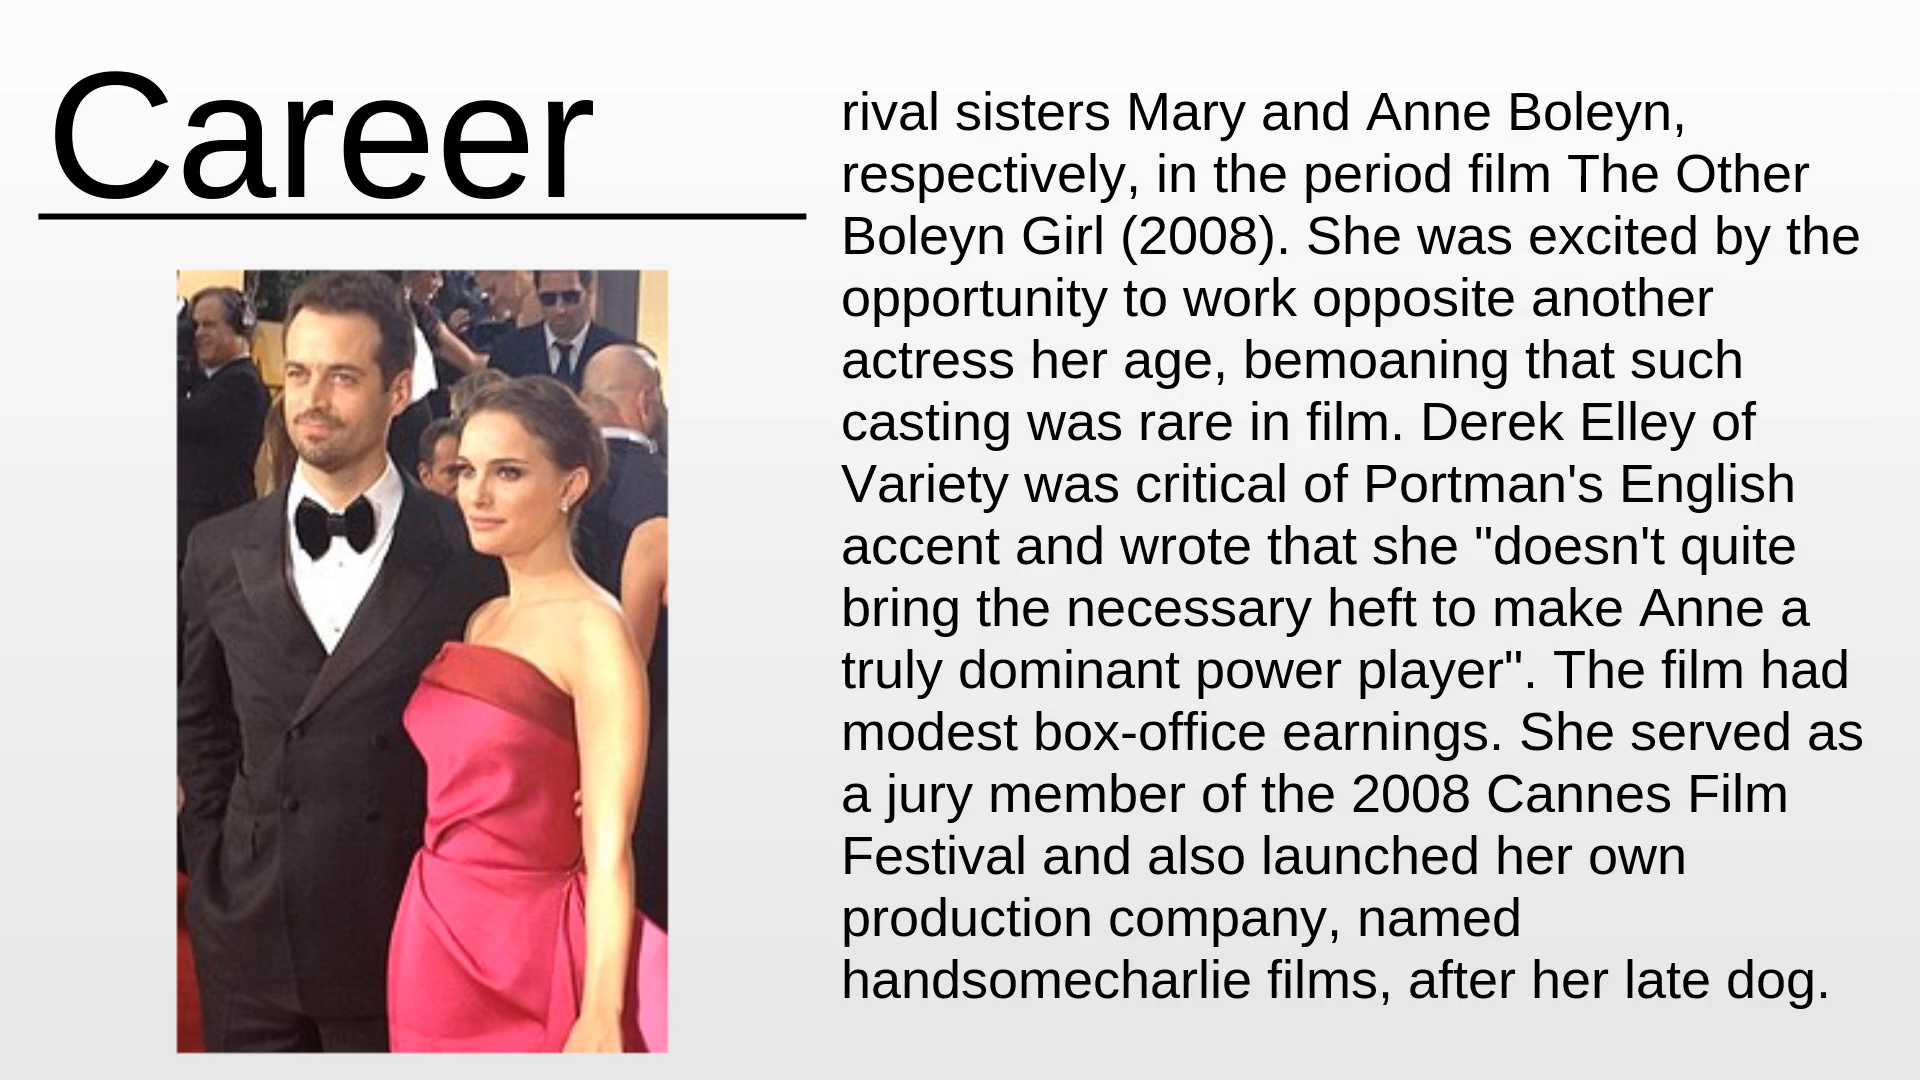 Career
rival sisters Mary and Anne Boleyn,
respectively, in the period film The Other
Boleyn Girl (2008). She was excited by the
opportunity to work opposite another
actress her age, bemoaning that such
casting was rare in film. Derek Elley of
Variety was critical of Portman's English
accent and wrote that she "doesn't quite
bring the necessary heft to make Anne a
truly dominant power player". The film had
modest box-office earnings. She served as
a jury member of the 2008 Cannes Film
Festival and also launched her own
production company, named
handsomecharlie films, after her late dog.